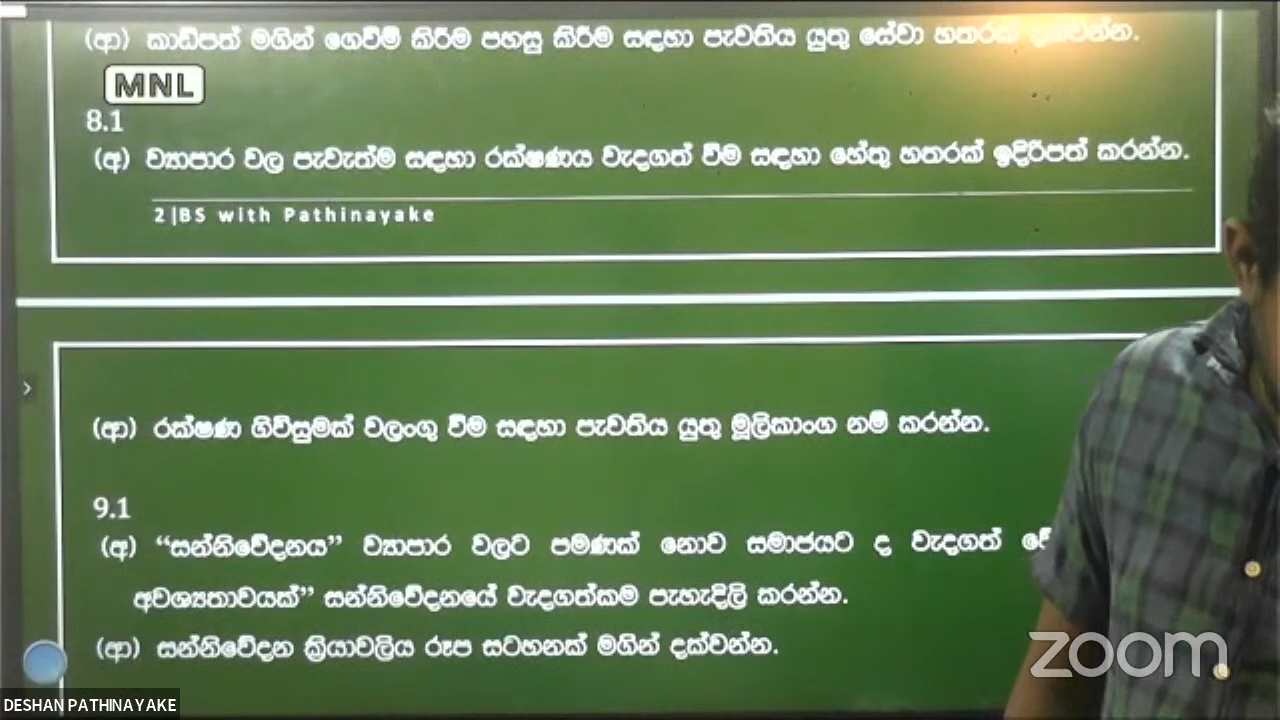 (ආ) කාඩ්පත් මගින් ගෙවීම් කිරීම පහසු කිරීම සඳහා පැවතිය යුතු සේවා හතරක් දක්වන්න.
MNL
8.1
(අ) ව්‍යාපාර වල පැවැත්ම සඳහා රක්ෂණය වැදගත් වීම සඳහා හේතු හතරක් ඉදිරිපත් කරන්න.
2|BS with Pathinayake
(ආ) රක්ෂණ ගිවිසුමක් වලංගු වීම සඳහා පැවතිය යුතු මූලිකාංග නම් කරන්න.
9.1
(අ) “සන්නිවේදනය” ව්‍යාපාර වලට පමණක් නොව සමාජයට ද වැදගත්
අවශ්‍යතාවයක්” සන්නිවේදනයේ වැදගත්කම පැහැදිලි කරන්න.
(ආ) සන්නිවේදන ක්‍රියාවලිය රූප සටහනක් මගින් දක්වන්න.
zoom
DESHAN PATHINAYAKE